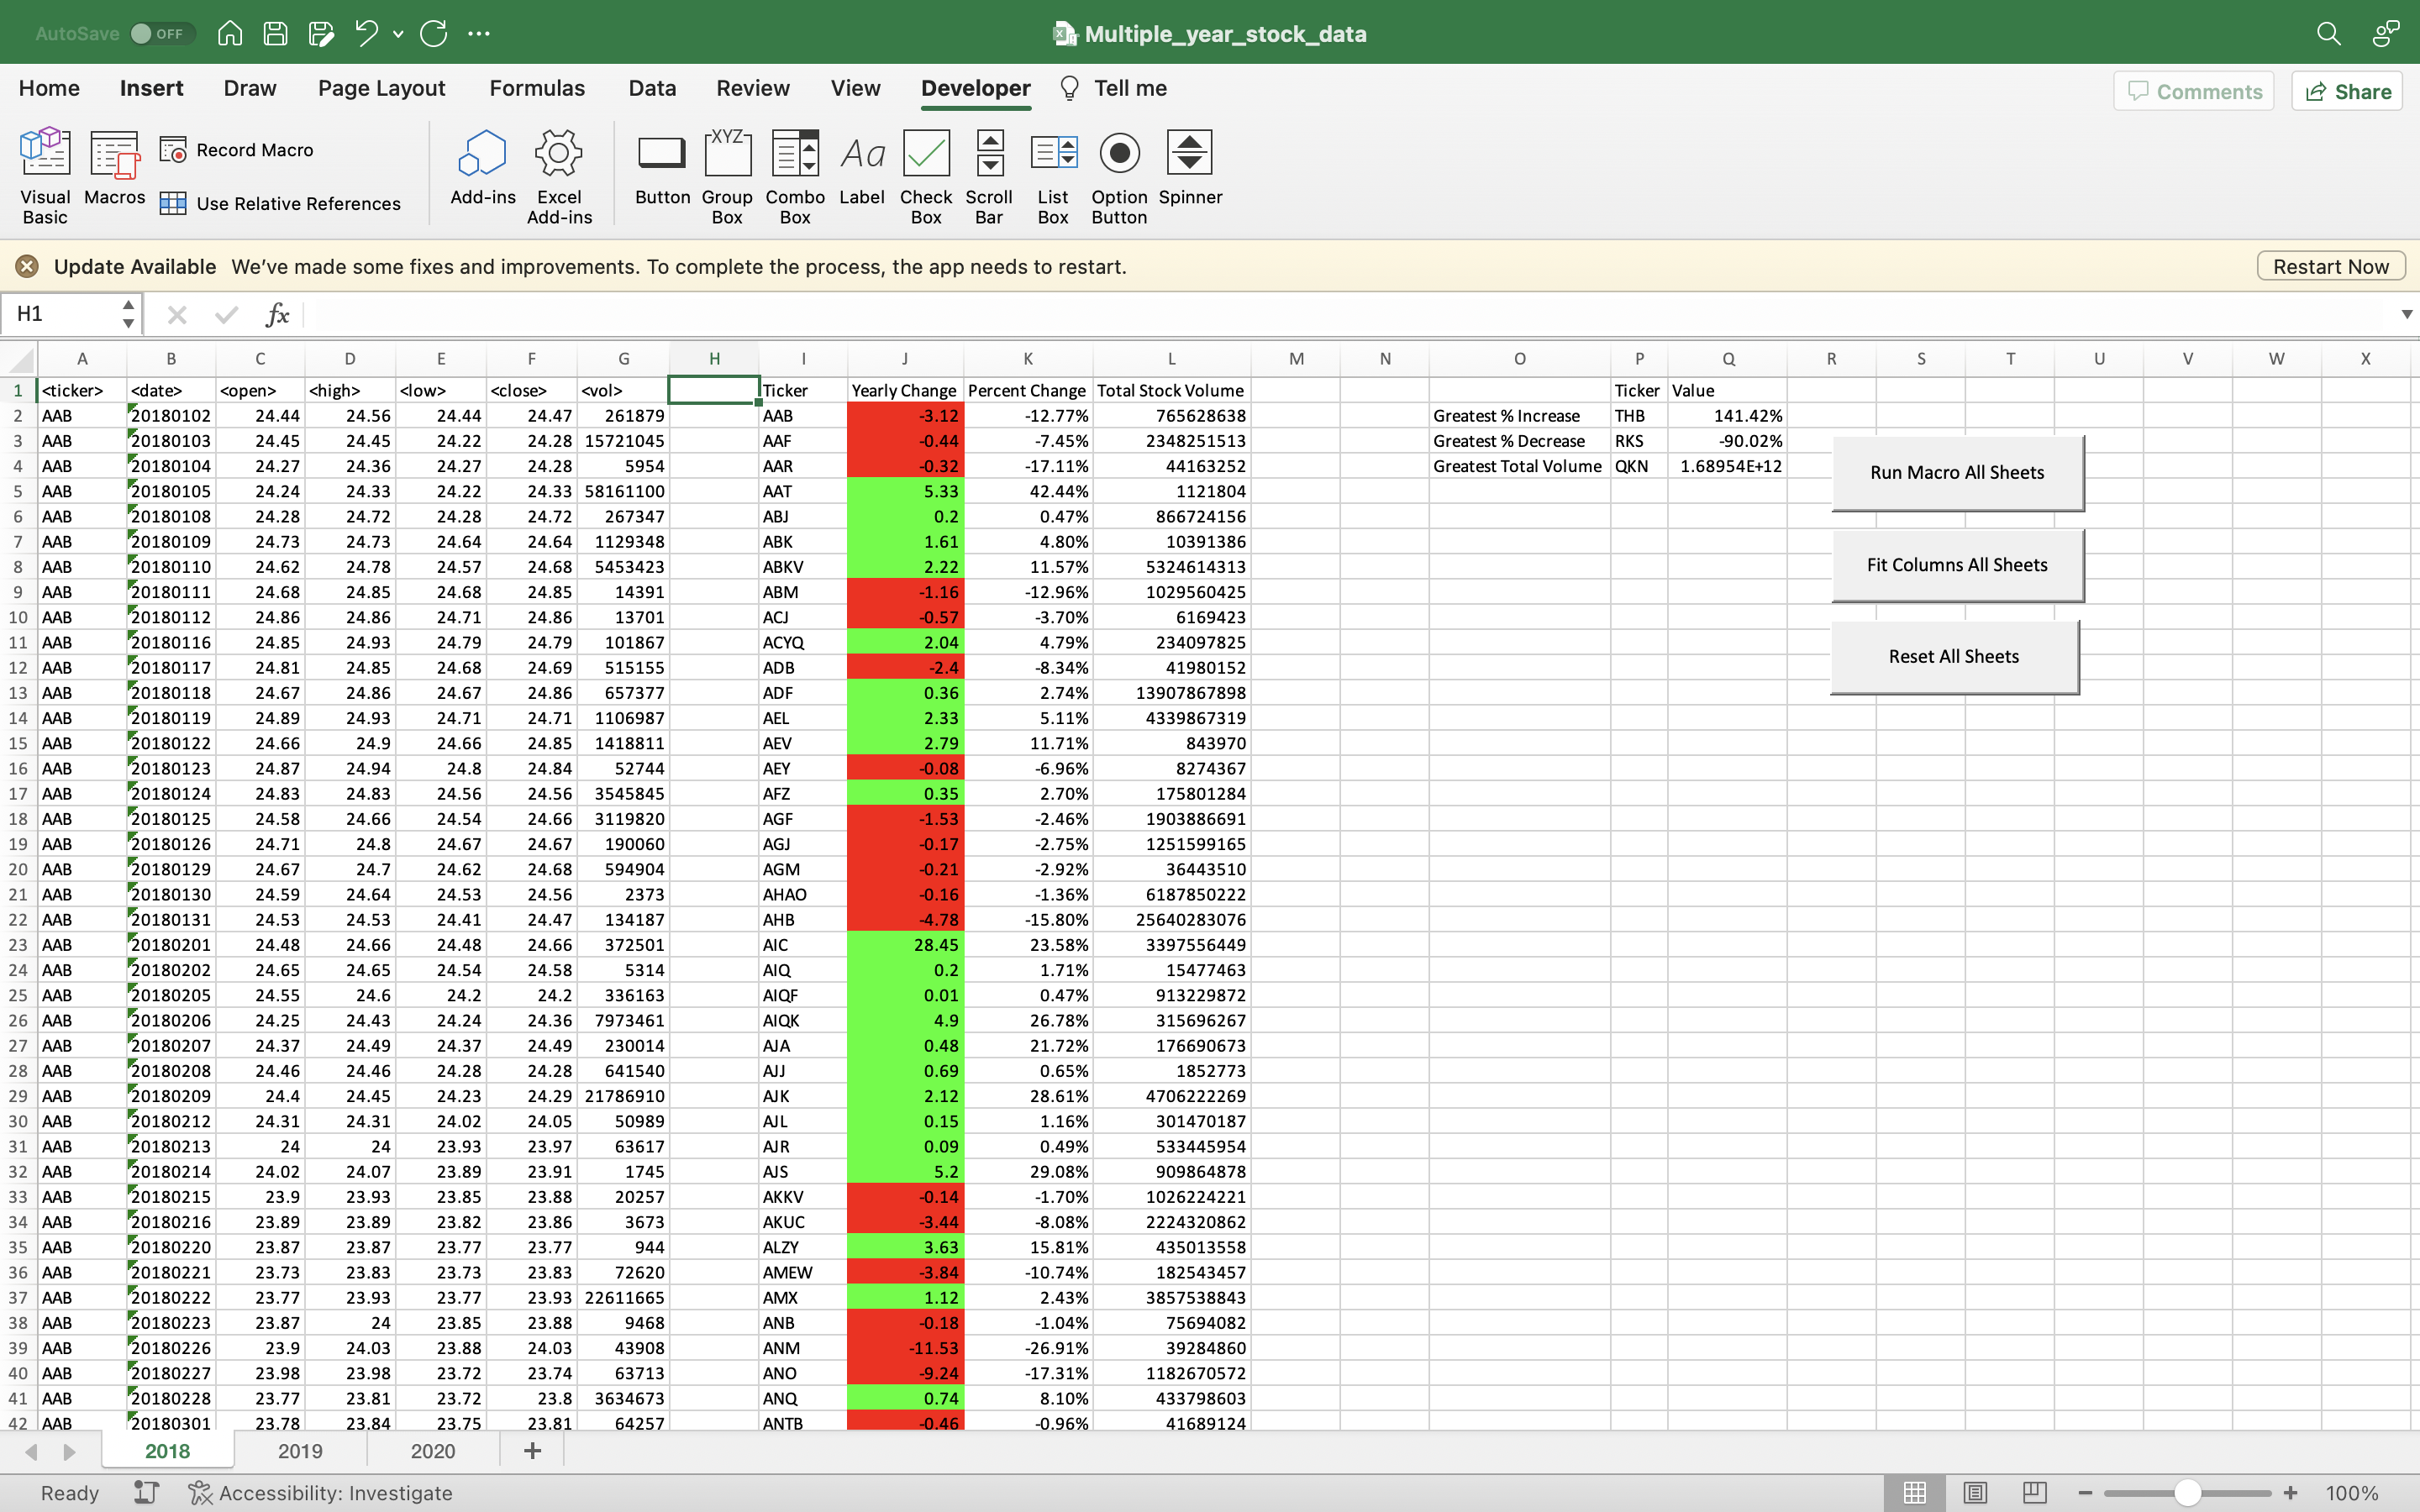 AutoSave OFF Multiple_year_stock_data
Home Insert Draw Page Layout Formulas Data Review View Developer Tell me Comments Share
Visual Basic Macros Record Macro Use Relative References Add-ins Excel Add-ins Button Group Box XYZ Combo Box Aa Label Check Box Scroll Bar List Box Option Button Spinner
Update Available We've made some fixes and improvements. To complete the process, the app needs to restart. Restart Now
H1 fx
A B C D E F G H I J K L M N O P Q R S T U V W X
1 <ticker> <date> <open> <high> <low> <close> <vol> Ticker Yearly Change Percent Change Total Stock Volume Ticker Value
2 AAB 20180102 24.44 24.56 24.44 24.47 261879 AAB -3.12 -12.77% 765628638 Greatest % Increase THB 141.42%
3 AAB 20180103 24.45 24.45 24.22 24.28 15721045 AAF -0.44 -7.45% 2348251513 Greatest % Decrease RKS -90.02%
4 AAB 20180104 24.27 24.36 24.27 24.28 5954 AAR -0.32 -17.11% 44163252 Greatest Total Volume QKN 1.68954E+12 Run Macro All Sheets
5 AAB 20180105 24.24 24.33 24.22 24.33 58161100 AAT 5.33 42.44% 1121804
6 AAB 20180108 24.28 24.72 24.28 24.72 267347 ABJ 0.2 0.47% 866724156
7 AAB 20180109 24.73 24.73 24.64 24.64 1129348 ABK 1.61 4.80% 10391386
8 AAB 20180110 24.62 24.78 24.57 24.68 5453423 ABKV 2.22 11.57% 5324614313 Fit Columns All Sheets
9 AAB 20180111 24.68 24.85 24.68 24.85 14391 ABM -1.16 -12.96% 1029560425
10 AAB 20180112 24.86 24.86 24.71 24.86 13701 ACJ -0.57 -3.70% 6169423
11 AAB 20180116 24.85 24.93 24.79 24.79 101867 ACYQ 2.04 4.79% 234097825
12 AAB 20180117 24.81 24.85 24.68 24.69 515155 ADB -2.4 -8.34% 41980152 Reset All Sheets
13 AAB 20180118 24.67 24.86 24.67 24.86 657377 ADF 0.36 2.74% 13907867898
14 AAB 20180119 24.89 24.93 24.71 24.71 1106987 AEL 2.33 5.11% 4339867319
15 AAB 20180122 24.66 24.9 24.66 24.85 1418811 AEV 2.79 11.71% 843970
16 AAB 20180123 24.87 24.94 24.8 24.84 52744 AEY -0.08 -6.96% 8274367
17 AAB 20180124 24.83 24.83 24.56 24.56 3545845 AFZ 0.35 2.70% 175801284
18 AAB 20180125 24.58 24.66 24.54 24.66 3119820 AGF -1.53 -2.46% 1903886691
19 AAB 20180126 24.71 24.8 24.62 24.67 190060 AGJ -0.17 -2.75% 1251599165
20 AAB 20180129 24.67 24.7 24.62 24.68 594904 AGM -0.21 -2.92% 36443510
21 AAB 20180130 24.59 24.64 24.53 24.56 2373 AHAO -0.16 -1.36% 6187850222
22 AAB 20180131 24.53 24.53 24.41 24.47 134187 AHB -4.78 -15.80% 25640283076
23 AAB 20180201 24.48 24.66 24.48 24.66 372501 AIC 28.45 23.58% 3397556449
24 AAB 20180202 24.65 24.65 24.54 24.58 5314 AIQ 0.2 1.71% 15477463
25 AAB 20180205 24.55 24.6 24.2 24.2 336163 AIQF 0.01 0.47% 913229872
26 AAB 20180206 24.25 24.43 24.24 24.36 7973461 AIQK 4.9 26.78% 315696267
27 AAB 20180207 24.37 24.49 24.37 24.49 230014 AJA 0.48 21.72% 176690673
28 AAB 20180208 24.46 24.46 24.28 24.28 641540 AJJ 0.69 0.65% 1852773
29 AAB 20180209 24.4 24.45 24.23 24.29 21786910 AJK 2.12 28.61% 4706222269
30 AAB 20180212 24.31 24.31 24.02 24.05 50989 AJL 0.15 1.16% 301470187
31 AAB 20180213 24 24 23.93 23.97 63617 AJR 0.09 0.49% 533445954
32 AAB 20180214 24.02 24.07 23.89 23.91 1745 AJS 5.2 29.08% 909864878
33 AAB 20180215 23.9 23.93 23.85 23.88 20257 AKKV -0.14 -1.70% 1026224221
34 AAB 20180216 23.89 23.89 23.82 23.86 3673 AKUC -3.44 -8.08% 2224320862
35 AAB 20180220 23.87 23.87 23.77 23.77 944 ALZY 3.63 15.81% 435013558
36 AAB 20180221 23.73 23.83 23.73 23.83 72620 AMEW -3.84 -10.74% 182543457
37 AAB 20180222 23.77 23.93 23.77 23.93 22611665 AMX 1.12 2.43% 3857538843
38 AAB 20180223 23.87 24 23.85 23.88 9468 ANB -0.18 -1.04% 75694082
39 AAB 20180226 23.9 24.03 23.88 24.03 43908 ANM -11.53 -26.91% 39284860
40 AAB 20180227 23.98 23.98 23.72 23.74 63713 ANO -9.24 -17.31% 1182670572
41 AAB 20180228 23.77 23.81 23.72 23.8 3634673 ANQ 0.74 8.10% 433798603
42 AAB 20180301 23.78 23.84 23.75 23.81 64257 ANTB -0.46 -0.96% 41689124
2018 2019 2020 +
Ready Accessibility: Investigate 100%